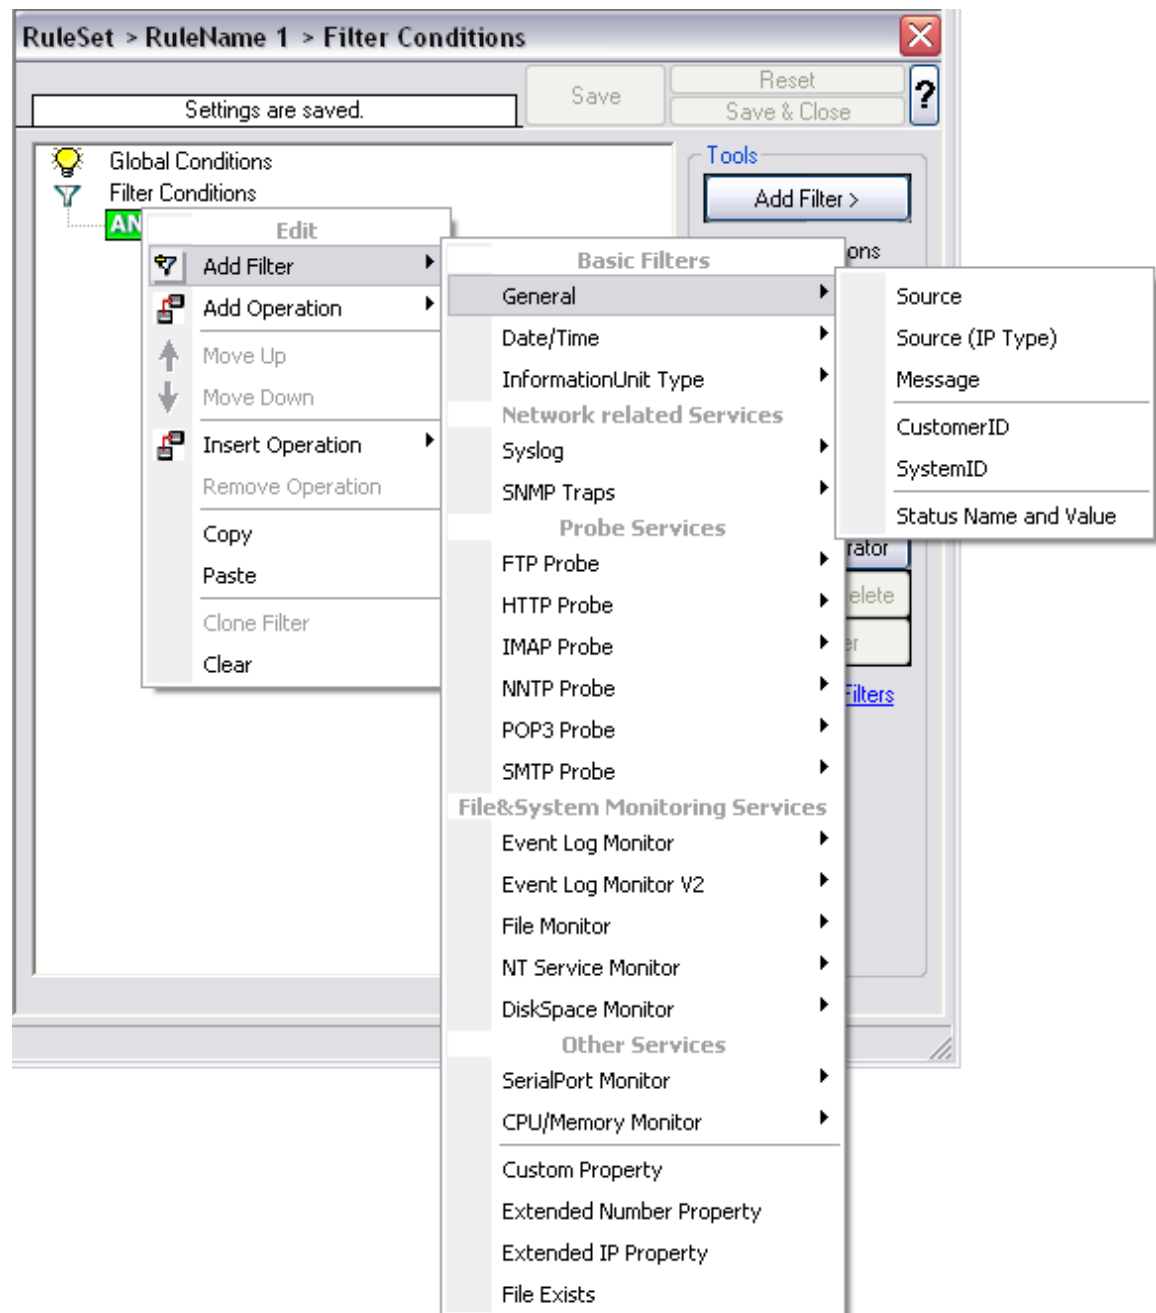 RuleSet > RuleName 1 > Filter Conditions
Save
Reset
Save & Close
?
Settings are saved.
Global Conditions
Filter Conditions
AN
Tools
Add Filter >
ons
rator
elete
er
Filters
Edit
Add Filter
Add Operation
Move Up
Move Down
Insert Operation
Remove Operation
Copy
Paste
Clone Filter
Clear
Basic Filters
General
Date/Time
InformationUnit Type
Network related Services
Syslog
SNMP Traps
Probe Services
FTP Probe
HTTP Probe
IMAP Probe
NNTP Probe
POP3 Probe
SMTP Probe
File&System Monitoring Services
Event Log Monitor
Event Log Monitor V2
File Monitor
NT Service Monitor
DiskSpace Monitor
Other Services
SerialPort Monitor
CPU/Memory Monitor
Custom Property
Extended Number Property
Extended IP Property
File Exists
Source
Source (IP Type)
Message
CustomerID
SystemID
Status Name and Value